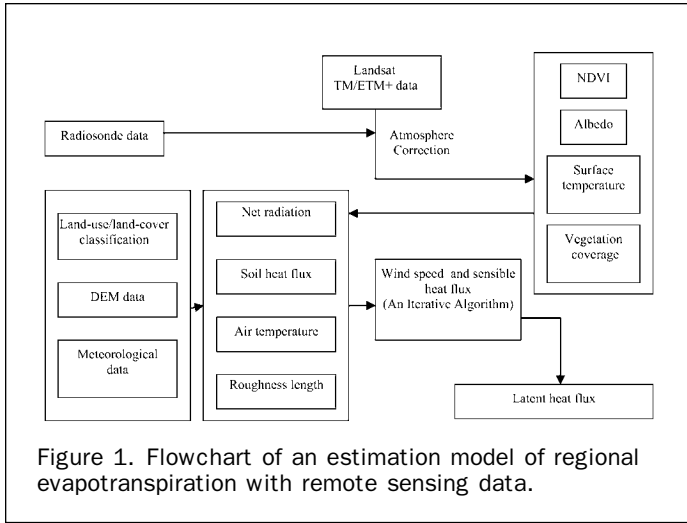 Landsat
TM/ETM+ data
NDVI
Radiosonde data
Albedo
Atmosphere
Correction
Surface
temperature
Vegetation
coverage
Land-use/land-cover
classification
DEM data
Meteorological
data
Net radiation
Soil heat flux
Air temperature
Roughness length
Wind speed and sensible
heat flux
(An Iterative Algorithm)
Latent heat flux
Figure 1. Flowchart of an estimation model of regional
evapotranspiration with remote sensing data.